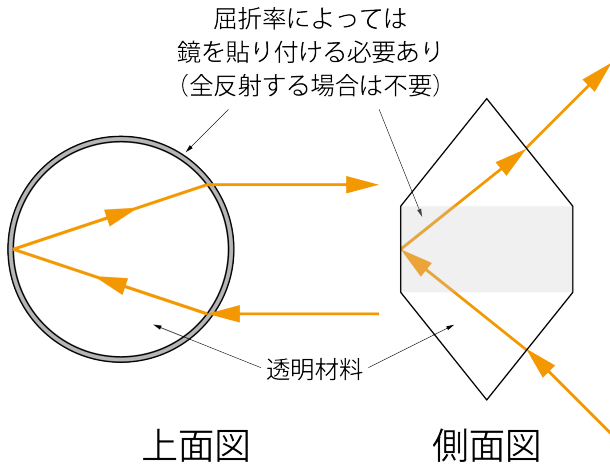 屈折率によっては
鏡を貼り付ける必要あり
（全反射する場合は不要）
透明材料
上面図
側面図